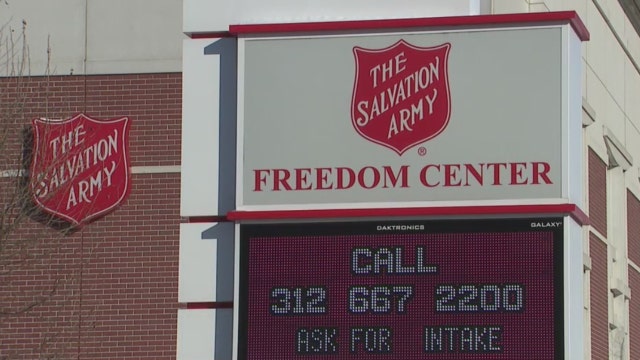 THE
SALVATION
ARMY
THE
SALVATION
ARMY
®
FREEDOM CENTER
DAKTRONICS GALAXY
CALL
312 667 2200
ASK FOR INTAKE